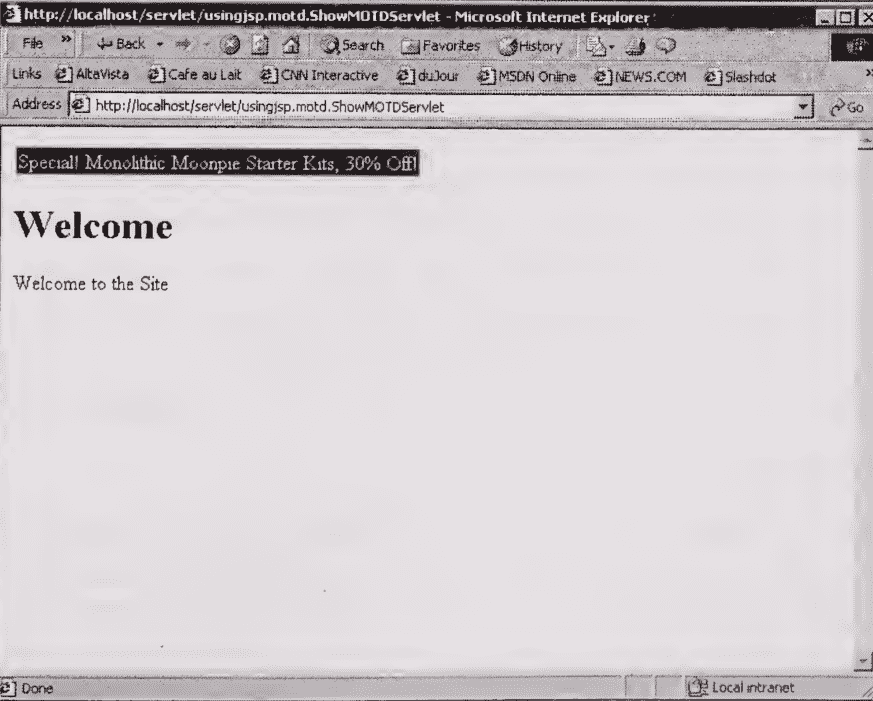 http://localhost/servlet/usingjsp.motd.ShowMOTDServlet - Microsoft Internet Explorer
File » Back Search Favorites History
Links AltaVista Cafe au Lait CNN Interactive duJour MSDN Online NEWS.COM Slashdot »
Address http://localhost/servlet/usingjsp.motd.ShowMOTDServlet Go
Special! Monolithic Moonpie Starter Kits, 30% Off!
Welcome
Welcome to the Site
Done Local intranet